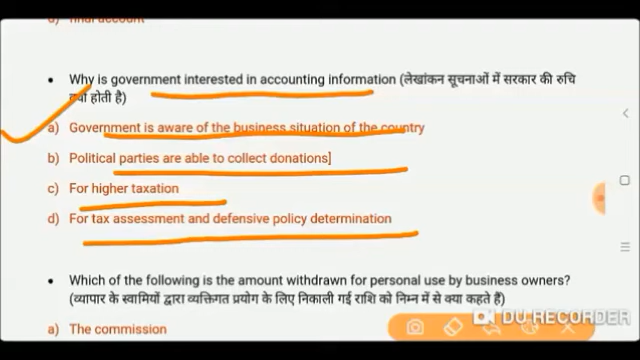 d) final account
• Why is government interested in accounting information (लेखांकन सूचनाओं में सरकार की रुचि
क्यों होती है)
a) Government is aware of the business situation of the country
b) Political parties are able to collect donations]
c) For higher taxation
d) For tax assessment and defensive policy determination
• Which of the following is the amount withdrawn for personal use by business owners?
(व्यापार के स्वामियों द्वारा व्यक्तिगत प्रयोग के लिए निकाली गई राशि को निम्न में से क्या कहते हैं)
DU RECORDER
a) The commission